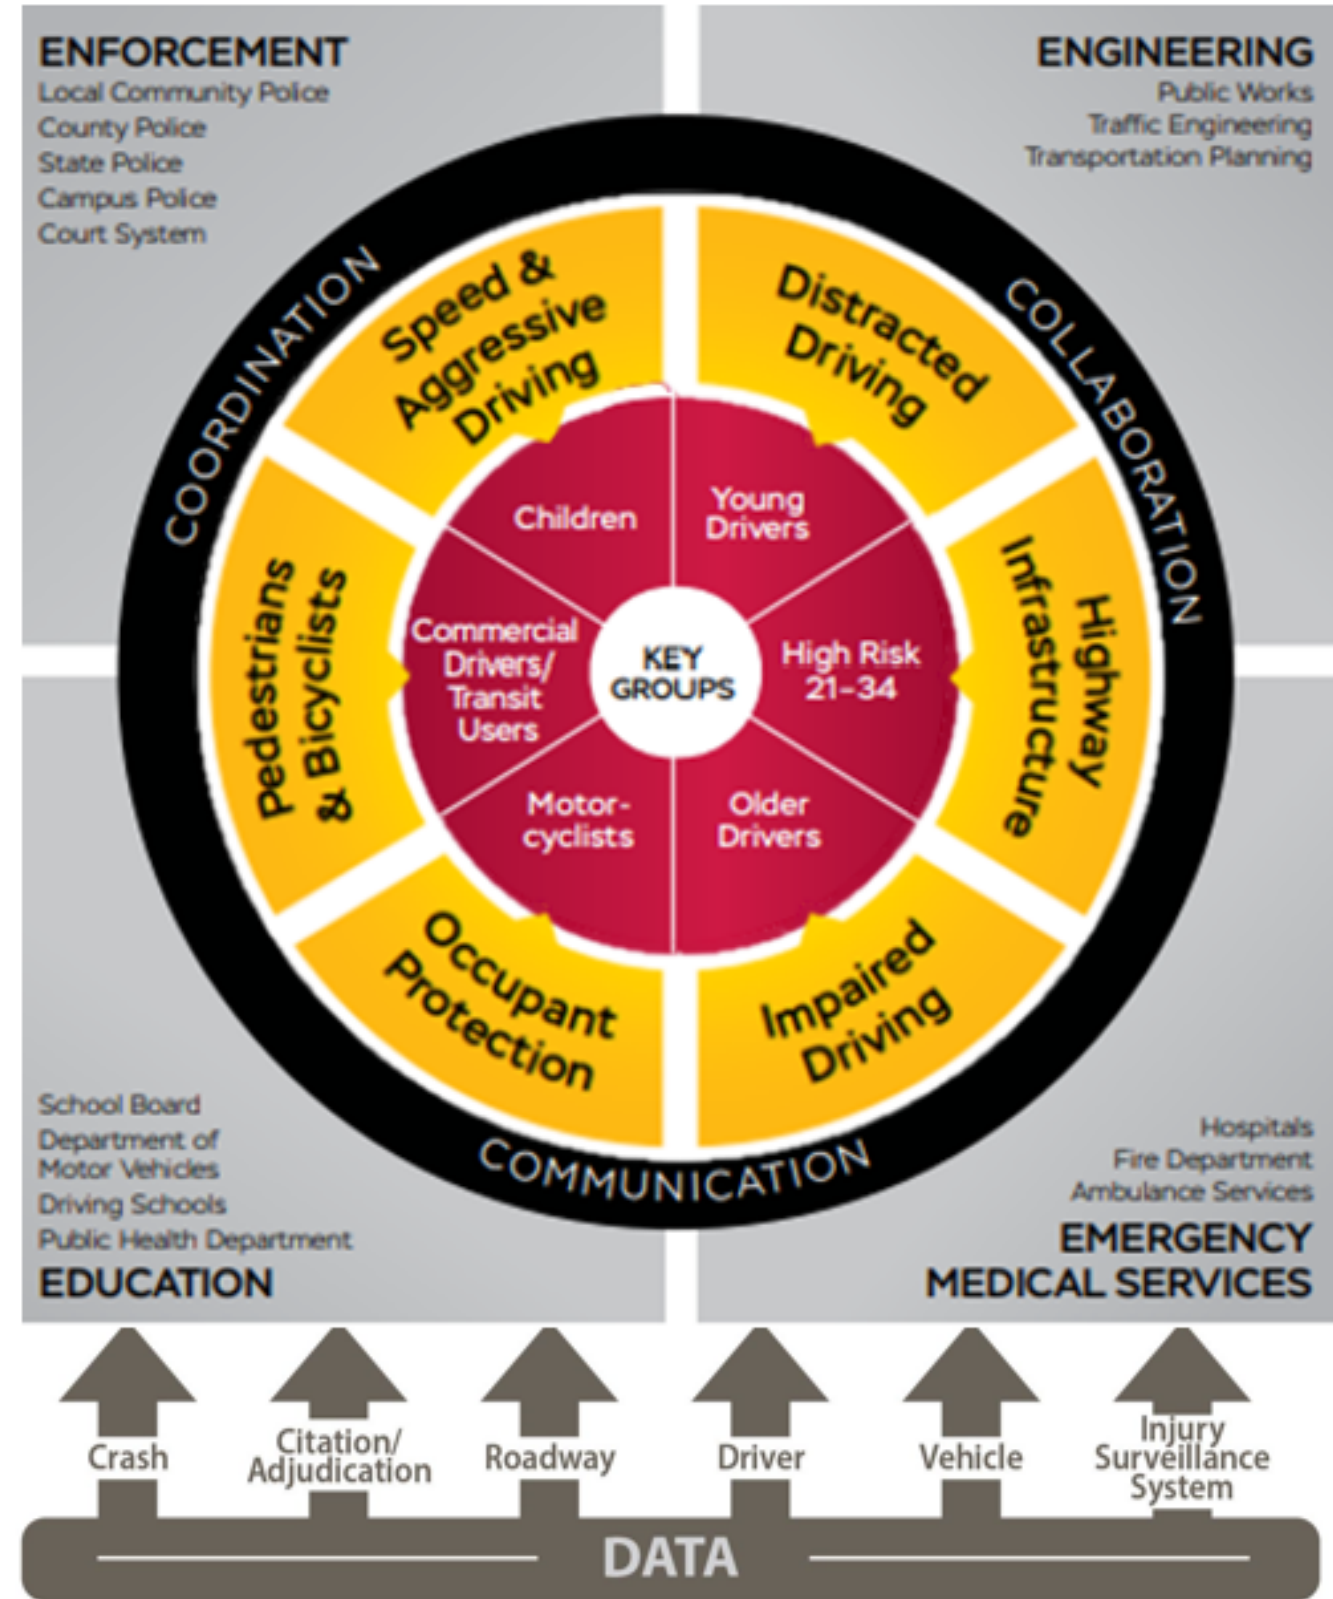 ENFORCEMENT
Local Community Police
County Police
State Police
Campus Police
Court System
ENGINEERING
Public Works
Traffic Engineering
Transportation Planning
COORDINATION
COLLABORATION
COMMUNICATION
Speed &
Aggressive
Driving
Distracted
Driving
Highway
Infrastructure
Impaired
Driving
Occupant
Protection
Pedestrians
& Bicyclists
Children
Young
Drivers
High Risk
21–34
Older
Drivers
Motor-
cyclists
Commercial
Drivers/
Transit
Users
KEY
GROUPS
School Board
Department of
Motor Vehicles
Driving Schools
Public Health Department
EDUCATION
Hospitals
Fire Department
Ambulance Services
EMERGENCY
MEDICAL SERVICES
Crash
Citation/
Adjudication
Roadway
Driver
Vehicle
Injury
Surveillance
System
DATA